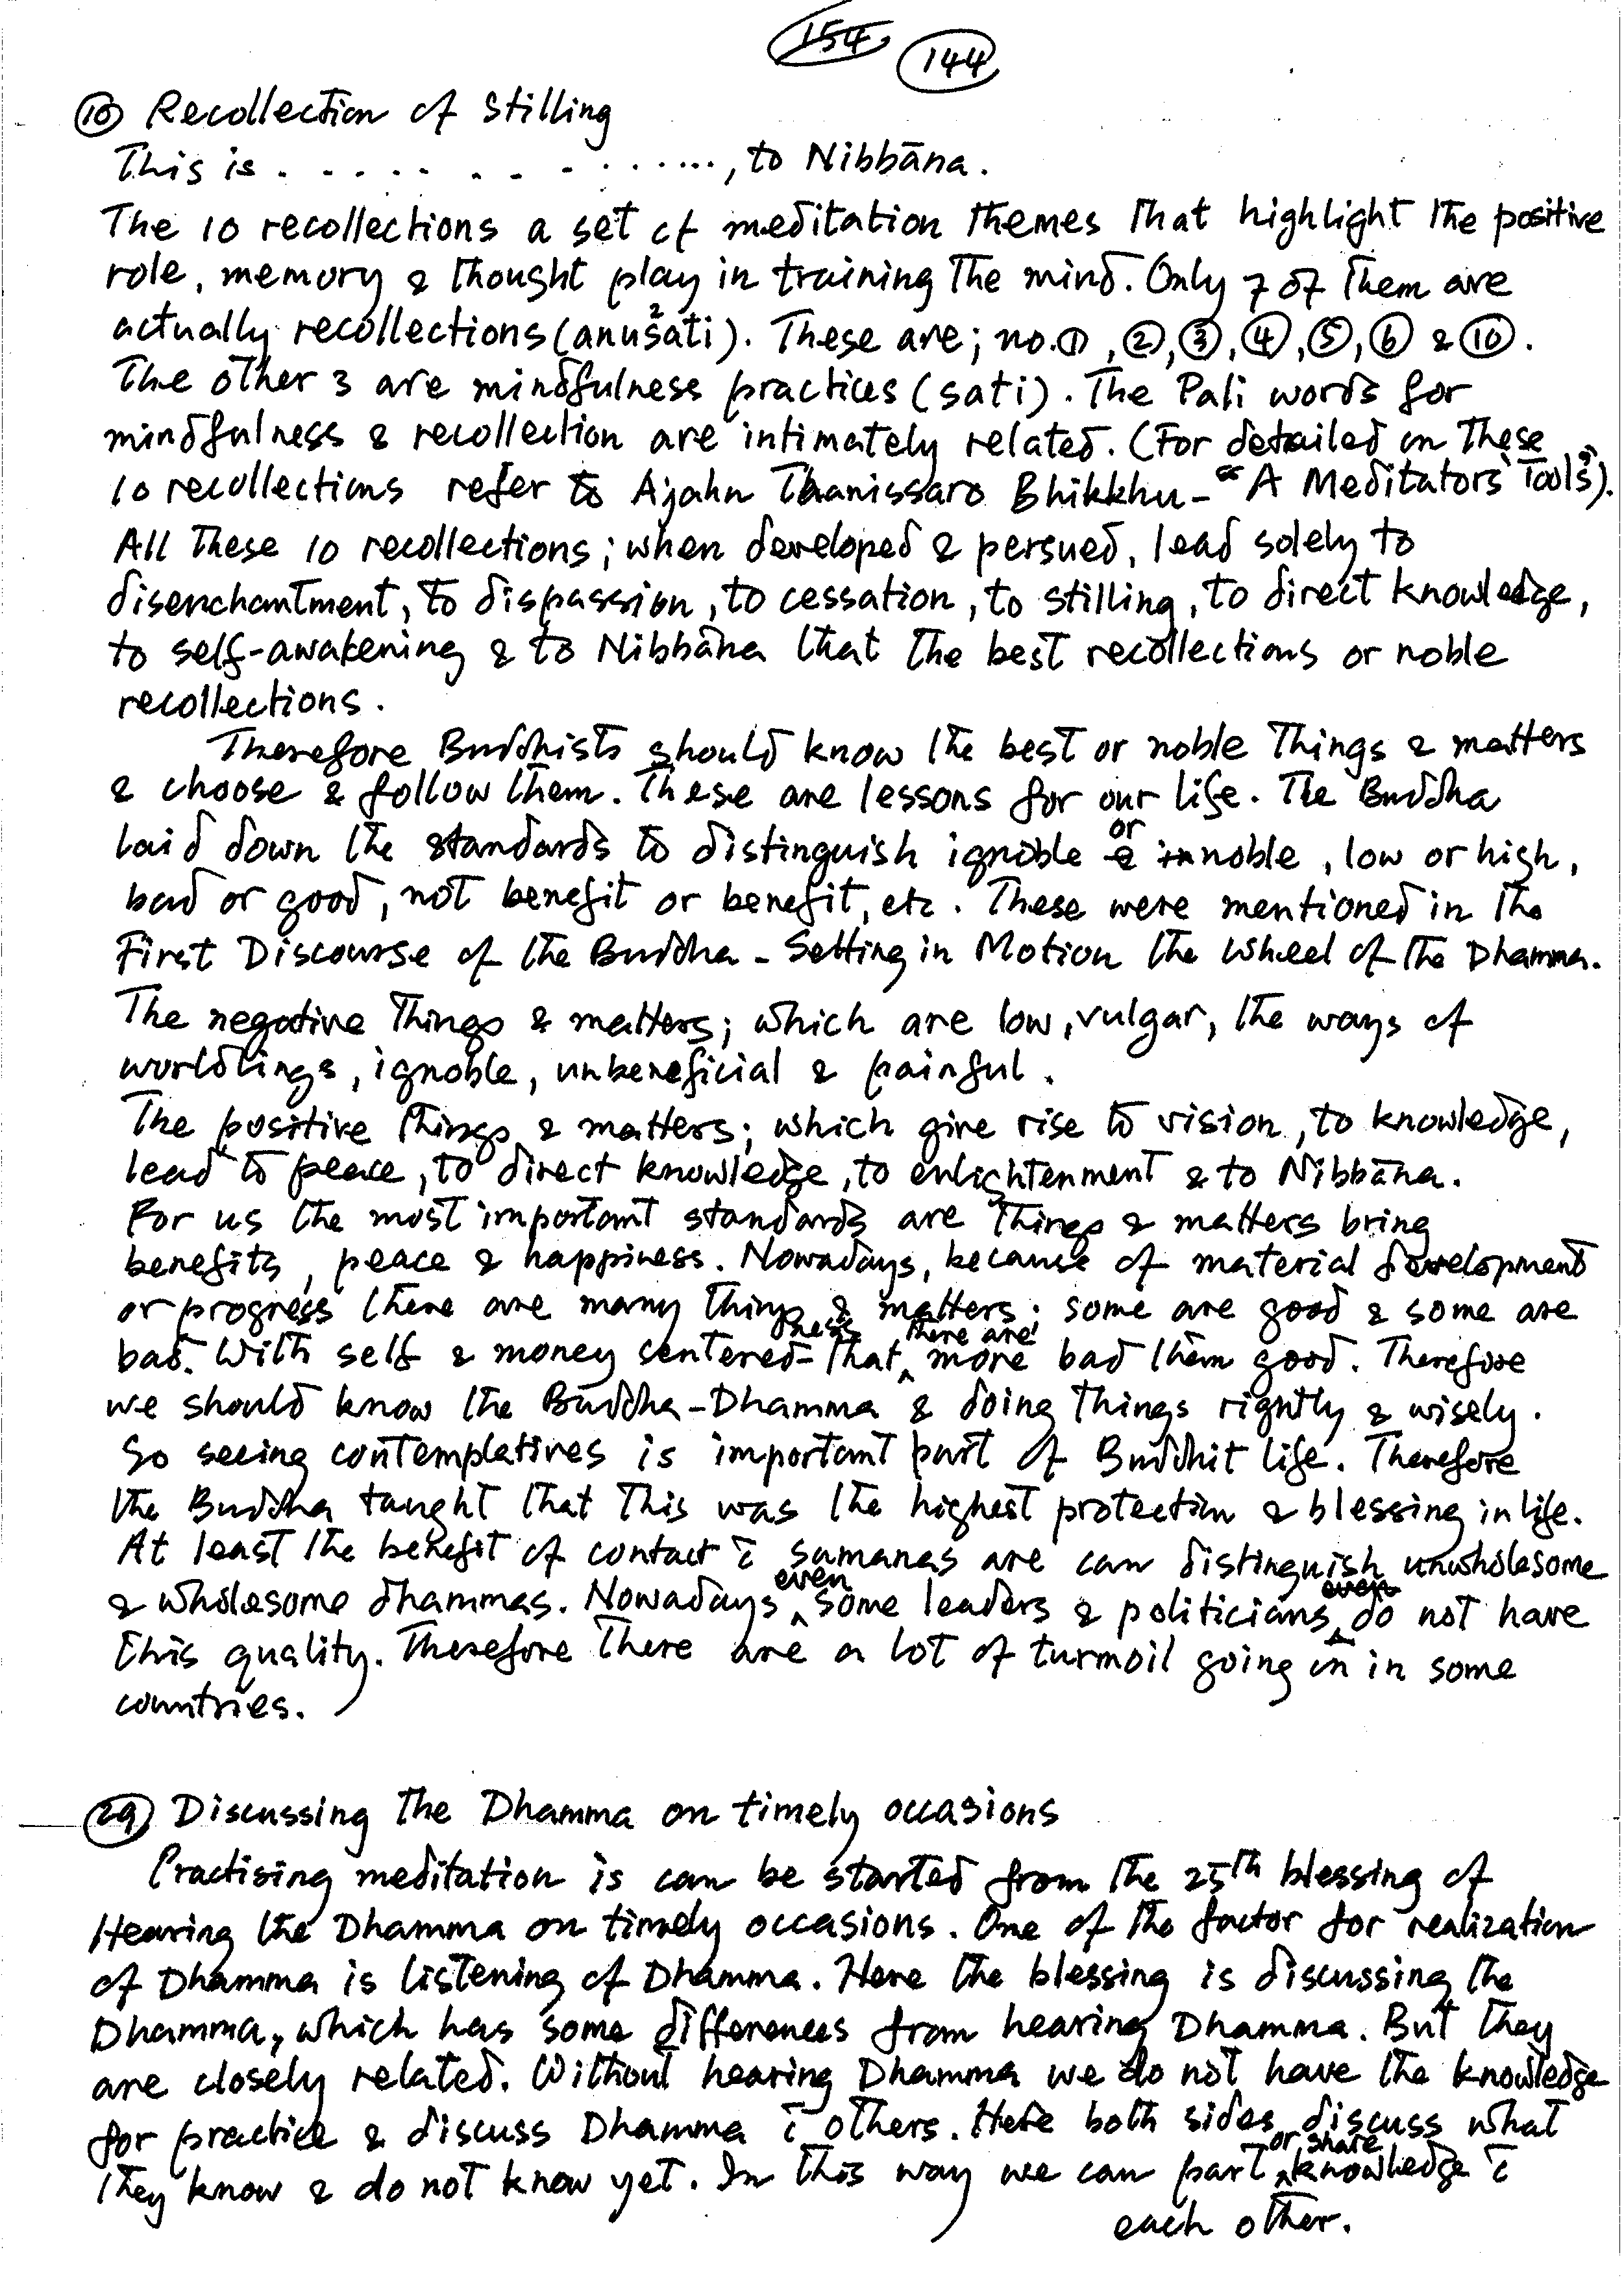 154 144
⑩ Recollection of Stilling
This is . . . . . . . . . . . . . ., to Nibbāna.
The 10 recollections a set of meditation themes that highlight the positive
role, memory & thought play in training the mind. Only 7 of them are
actually recollections (anusati). These are; no.①, ②, ③, ④, ⑤, ⑥ & ⑩.
The other 3 are mindfulness practices (sati). The Pali words for
mindfulness & recollection are intimately related. (For detailed on these
10 recollections refer to Ajahn Thanissaro Bhikkhu - "A Meditators' Tools").
All these 10 recollections; when developed & persued, lead solely to
disenchantment, to dispassion, to cessation, to stilling, to direct knowledge,
to self-awakening & to Nibbāna that the best recollections or noble
recollections.
Therefore Buddhists should know the best or noble things & matters
& choose & follow them. These are lessons for our life. The Buddha
laid down the standards to distinguish ignoble or noble, low or high,
bad or good, not benefit or benefit, etc. These were mentioned in the
First Discourse of the Buddha - Setting in Motion the Wheel of the Dhamma.
The negative things & matters; which are low, vulgar, the ways of
worldlings, ignoble, unbeneficial & painful.
The positive things & matters; which give rise to vision, to knowledge,
lead to peace, to direct knowledge, to enlightenment & to Nibbāna.
For us the most important standards are things & matters bring
benefits, peace & happiness. Nowadays, because of material development
or progress there are many things & matters; some are good & some are
bad. With self & money sentered-ness that there are more bad them good. Therefore
we should know the Buddha-Dhamma & doing things rightly & wisely.
So seeing contemplatives is important part of Buddhit life. Therefore
the Buddha taught that this was the highest protection & blessing in life.
At least the benefit of contact c̄ samanas are can distinguish unwholesome
& wholesome dhammas. Nowadays even some leaders & politicians do not have
this quality. Therefore there are a lot of turmoil going on in some
countries.
㉙ Discussing the Dhamma on timely occasions
Practising meditation is can be started from the 25th blessing of
Hearing the Dhamma on timely occasions. One of the factor for realization
of Dhamma is listening of Dhamma. Here the blessing is discussing the
Dhamma, which has some differences from hearing Dhamma. But they
are closely related. Without hearing Dhamma we do not have the knowledge
for practice & discuss Dhamma c̄ others. Here both sides discuss what
they know & do not know yet. In this way we can part or share knowledge c̄
each other.